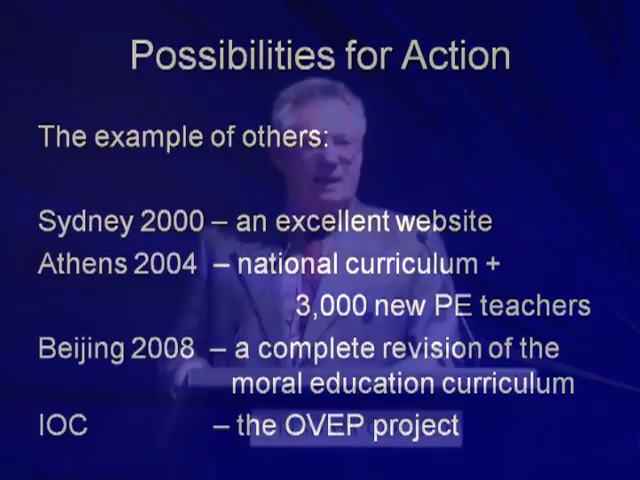 Possibilities for Action
The example of others:
Sydney 2000 – an excellent website
Athens 2004 – national curriculum +
3,000 new PE teachers
Beijing 2008 – a complete revision of the
moral education curriculum
IOC – the OVEP project